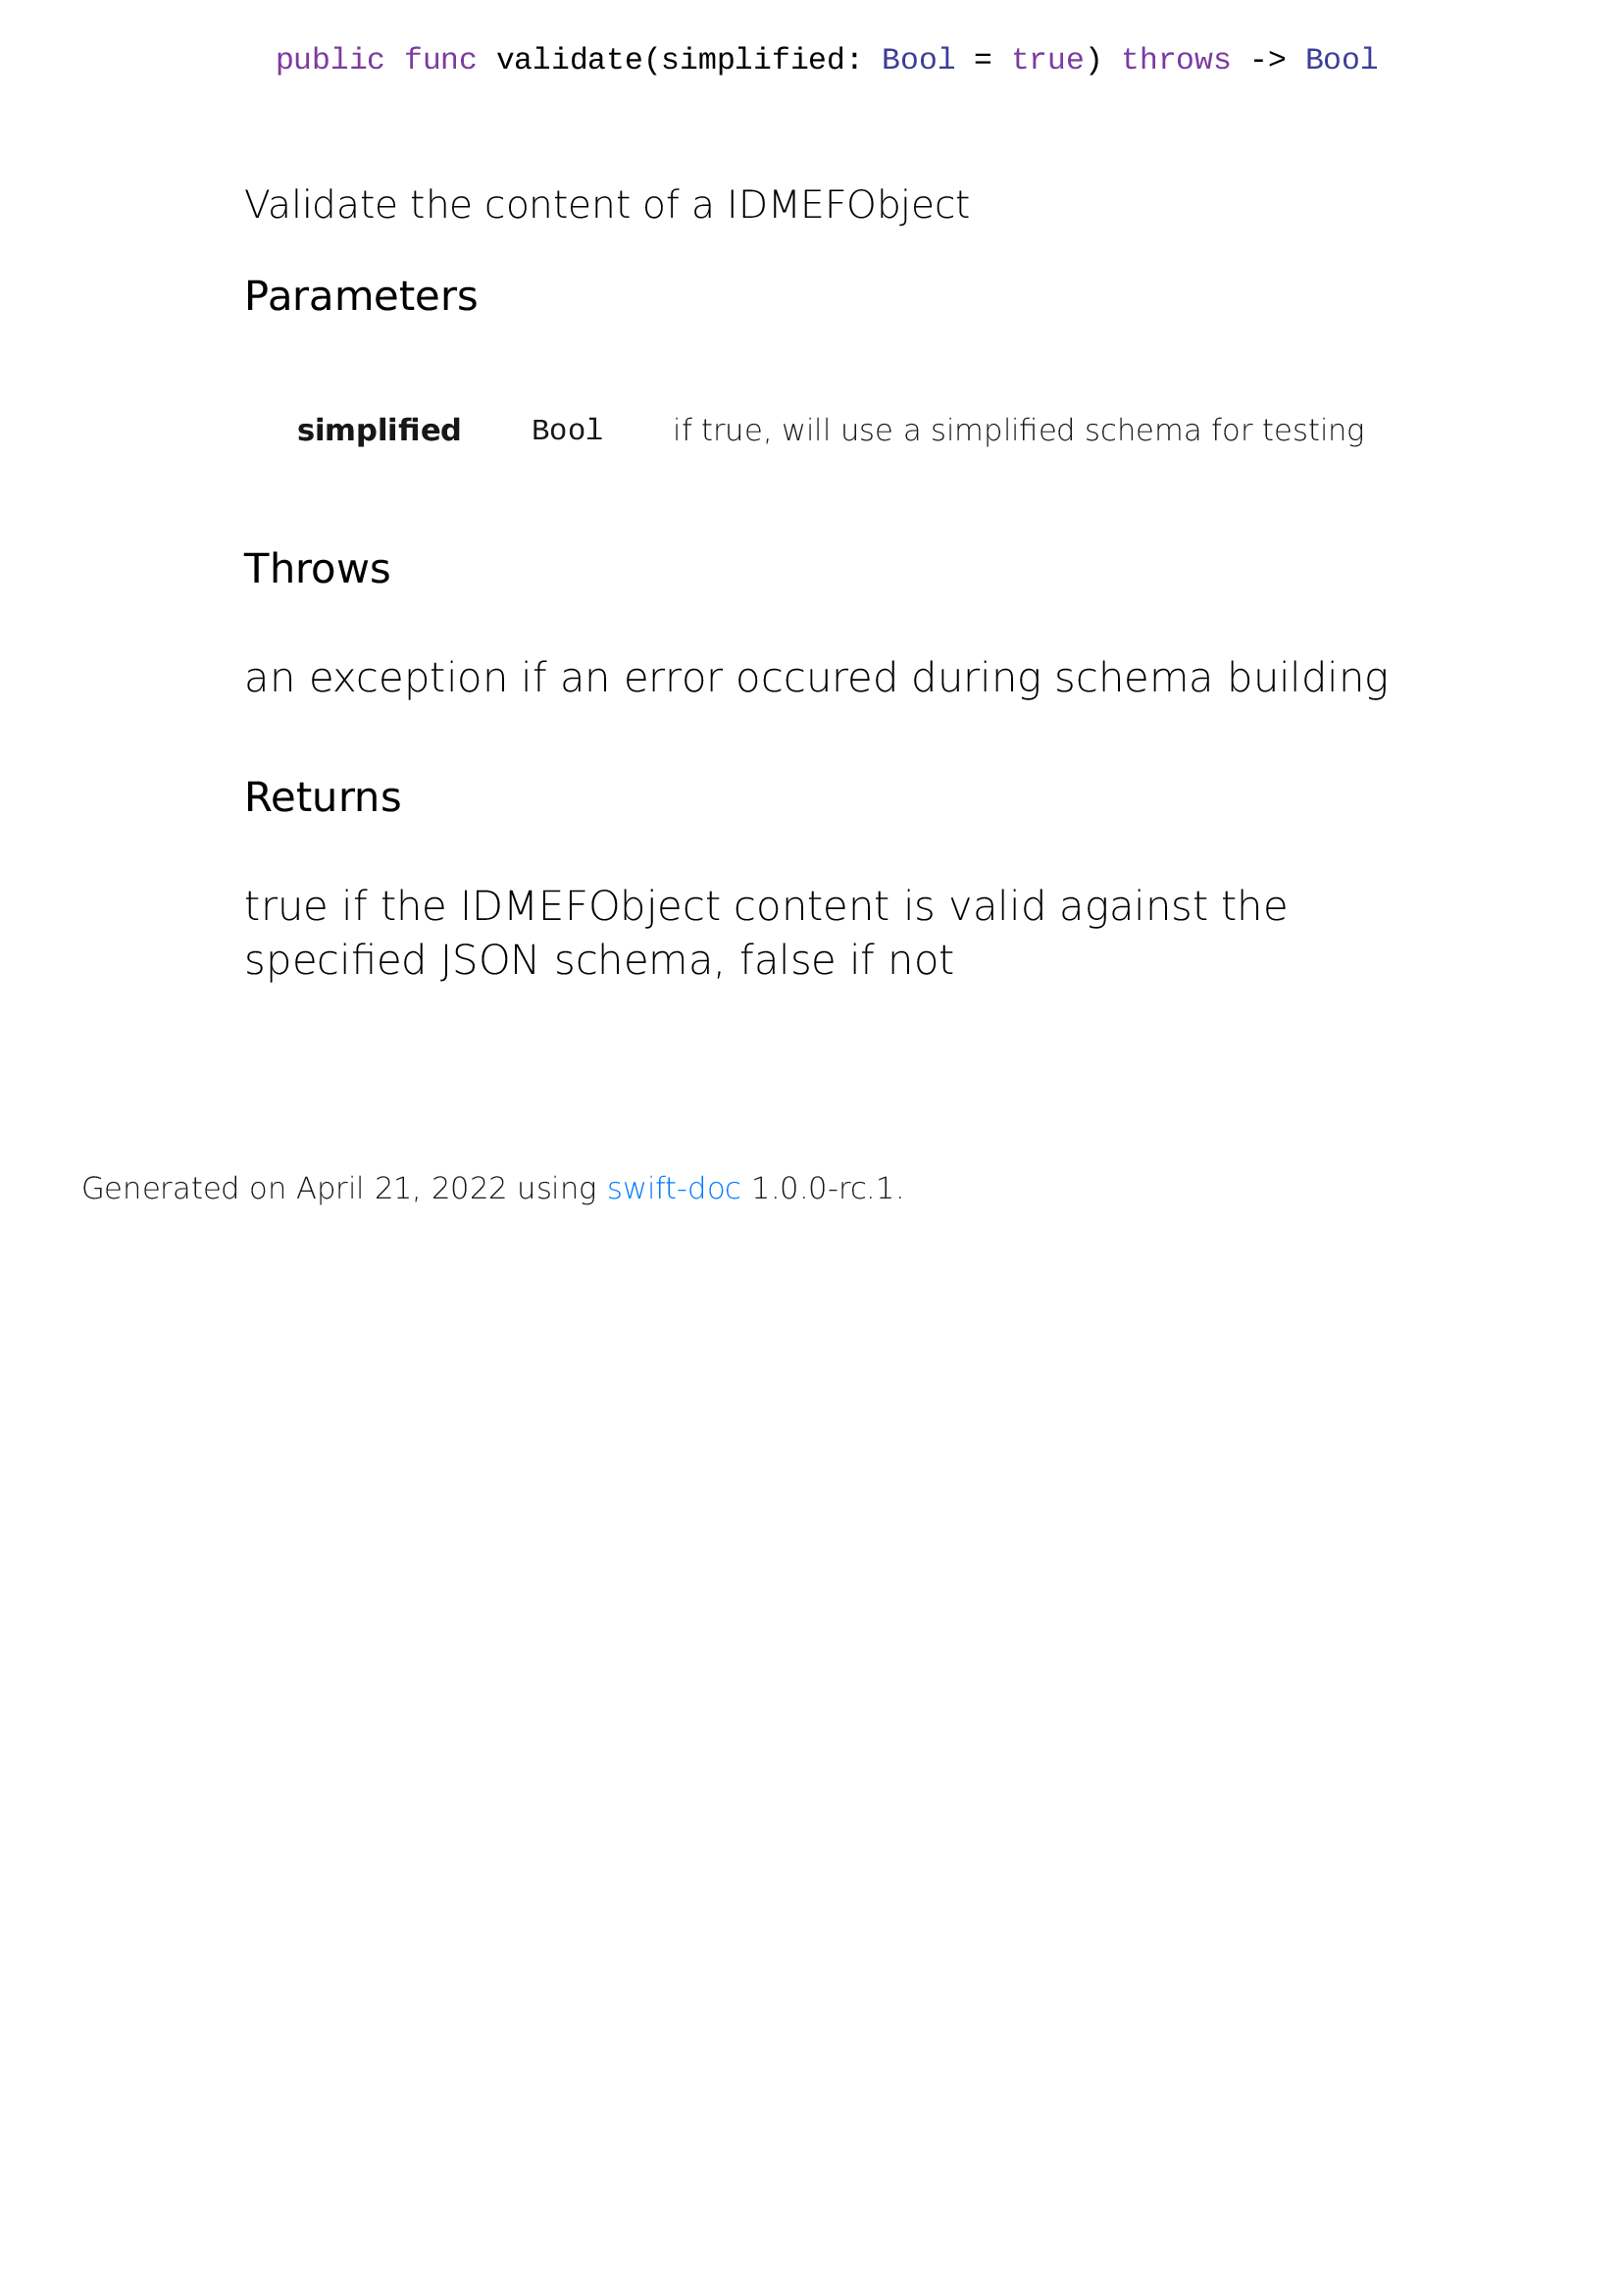 public func validate(simplified: Bool = true) throws -> Bool
Validate the content of a IDMEFObject
Parameters
simplified Bool if true, will use a simplified schema for testing
Throws
an exception if an error occured during schema building
Returns
true if the IDMEFObject content is valid against the
specified JSON schema, false if not
Generated on April 21, 2022 using swift-doc 1.0.0-rc.1.